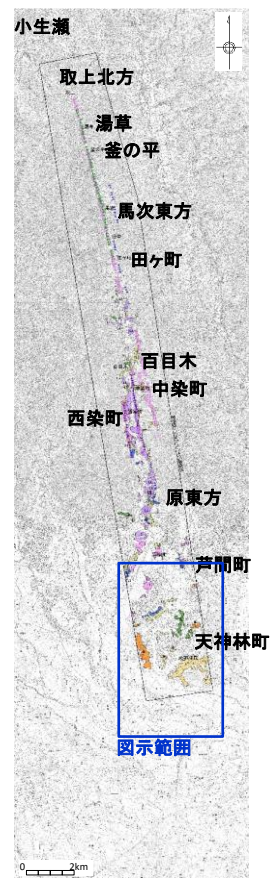 小生瀬
取上北方
湯草
釜の平
馬次東方
田ヶ町
百目木
中染町
西染町
原東方
芦間町
天神林町
図示範囲
0 2km